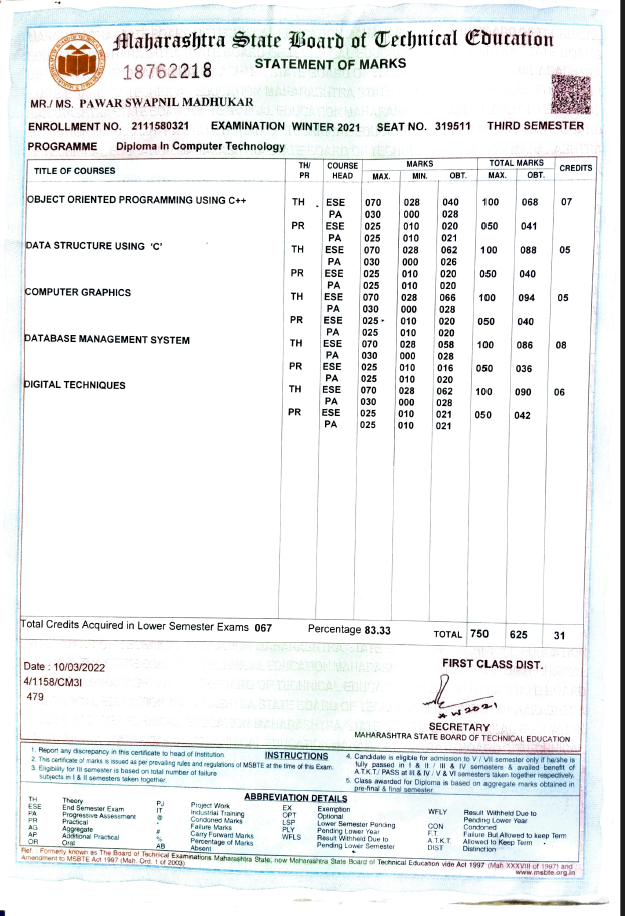 Maharashtra State Board of Technical Education
18762218
STATEMENT OF MARKS
MR./ MS. PAWAR SWAPNIL MADHUKAR
ENROLLMENT NO. 2111580321 EXAMINATION WINTER 2021 SEAT NO. 319511 THIRD SEMESTER
PROGRAMME Diploma In Computer Technology
TITLE OF COURSES TH/ PR COURSE HEAD MARKS MAX. MIN. OBT. TOTAL MARKS MAX. OBT. CREDITS
OBJECT ORIENTED PROGRAMMING USING C++ TH ESE 070 028 040 100 068 07
PA 030 000 028
PR ESE 025 010 020 050 041
PA 025 010 021
DATA STRUCTURE USING 'C' TH ESE 070 028 062 100 088 05
PA 030 000 026
PR ESE 025 010 020 050 040
PA 025 010 020
COMPUTER GRAPHICS TH ESE 070 028 066 100 094 05
PA 030 000 028
PR ESE 025 010 020 050 040
PA 025 010 020
DATABASE MANAGEMENT SYSTEM TH ESE 070 028 058 100 086 08
PA 030 000 028
PR ESE 025 010 016 050 036
PA 025 010 020
DIGITAL TECHNIQUES TH ESE 070 028 062 100 090 06
PA 030 000 028
PR ESE 025 010 021 050 042
PA 025 010 021
Total Credits Acquired in Lower Semester Exams 067 Percentage 83.33 TOTAL 750 625 31
Date : 10/03/2022 FIRST CLASS DIST.
4/1158/CM3I
479
W2021
SECRETARY
MAHARASHTRA STATE BOARD OF TECHNICAL EDUCATION
INSTRUCTIONS
1. Report any discrepancy in this certificate to head of Institution.
2. This certificate of marks is issued as per prevailing rules and regulations of MSBTE at the time of this Exam.
3. Eligibility for III semester is based on total number of failure
subjects in I & II semesters taken together.
4. Candidate is eligible for admission to V / VII semester only if he/she is
fully passed in I & II / III & IV semesters & availed benefit of
A.T.K.T./ PASS at III & IV / V & VI semesters taken together respectively.
5. Class awarded for Diploma is based on aggregate marks obtained in
pre-final & final semester.
ABBREVIATION DETAILS
TH Theory
ESE End Semester Exam
PA Progressive Assessment
PR Practical
AG Aggregate
AP Additional Practical
OR Oral
PJ Project Work
IT Industrial Training
@ Condoned Marks
* Failure Marks
# Carry Forward Marks
% Percentage of Marks
AB Absent
EX Exemption
OPT Optional
LSP Lower Semester Pending
PLY Pending Lower Year
WFLS Result Withheld Due to
Pending Lower Semester
WFLY Result Withheld Due to
Pending Lower Year
CON Condoned
F.T. Failure But Allowed to keep Term
A.T.K.T. Allowed to Keep Term
DIST Distinction
Ref : Formerly known as The Board of Technical Examinations Maharashtra State; now Maharashtra State Board of Technical Education vide Act 1997 (Mah XXXVIII of 1997) and
Amendment to MSBTE Act 1997 (Mah. Ord. 1 of 2003)
www.msbte.org.in